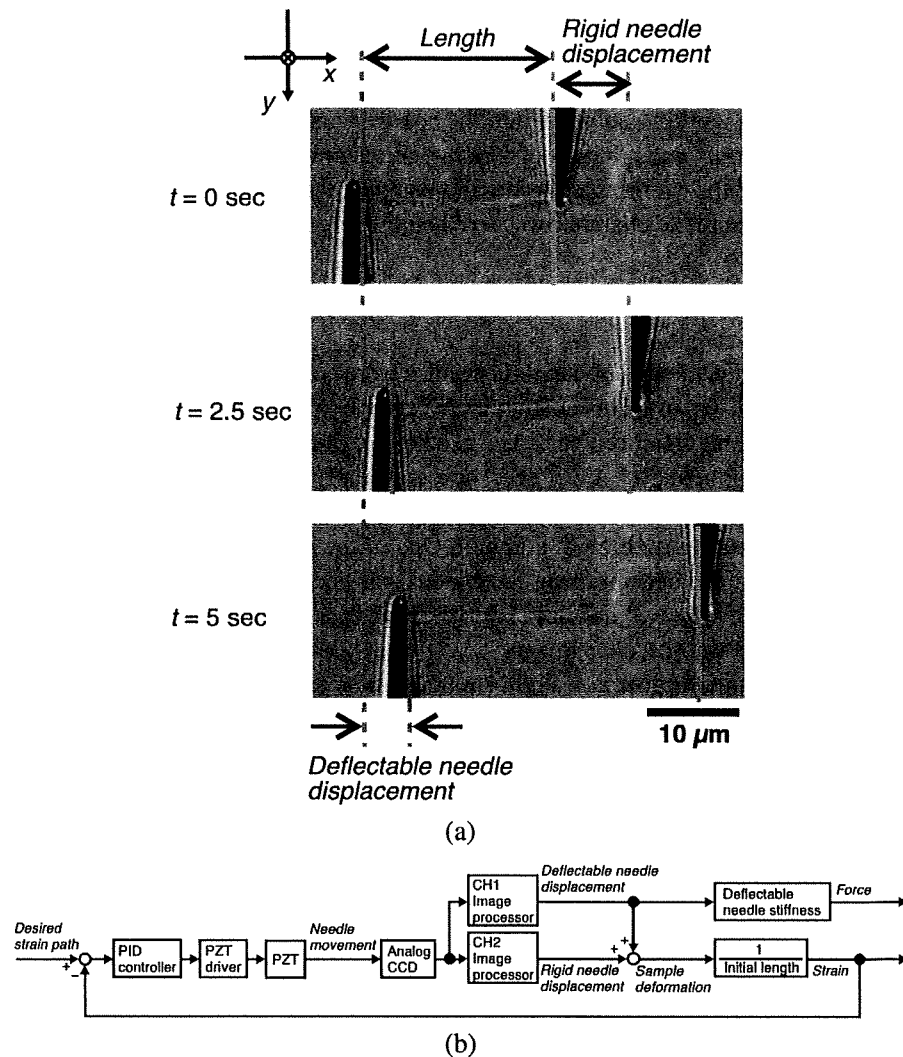 Length
Rigid needle
displacement
x
y
t = 0 sec
t = 2.5 sec
t = 5 sec
10 µm
Deflectable needle
displacement
(a)
Desired
strain path
+
−
PID
controller
PZT
driver
PZT
Needle
movement
Analog
CCD
CH1
Image
processor
Deflectable needle
displacement
CH2
Image
processor
Rigid needle
displacement
+
+
Sample
deformation
Deflectable
needle stiffness
Force
1
Initial length
Strain
(b)